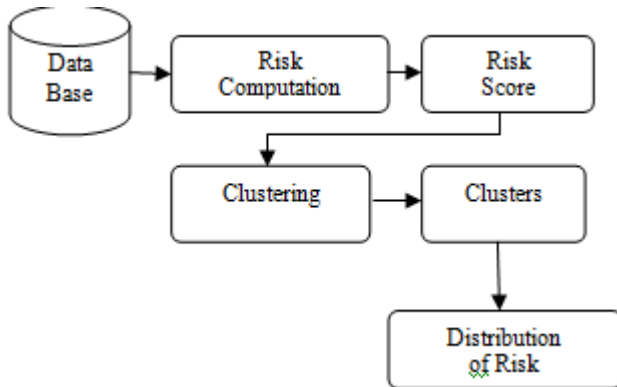 Data
Base
Risk
Computation
Risk
Score
Clustering
Clusters
Distribution
of Risk